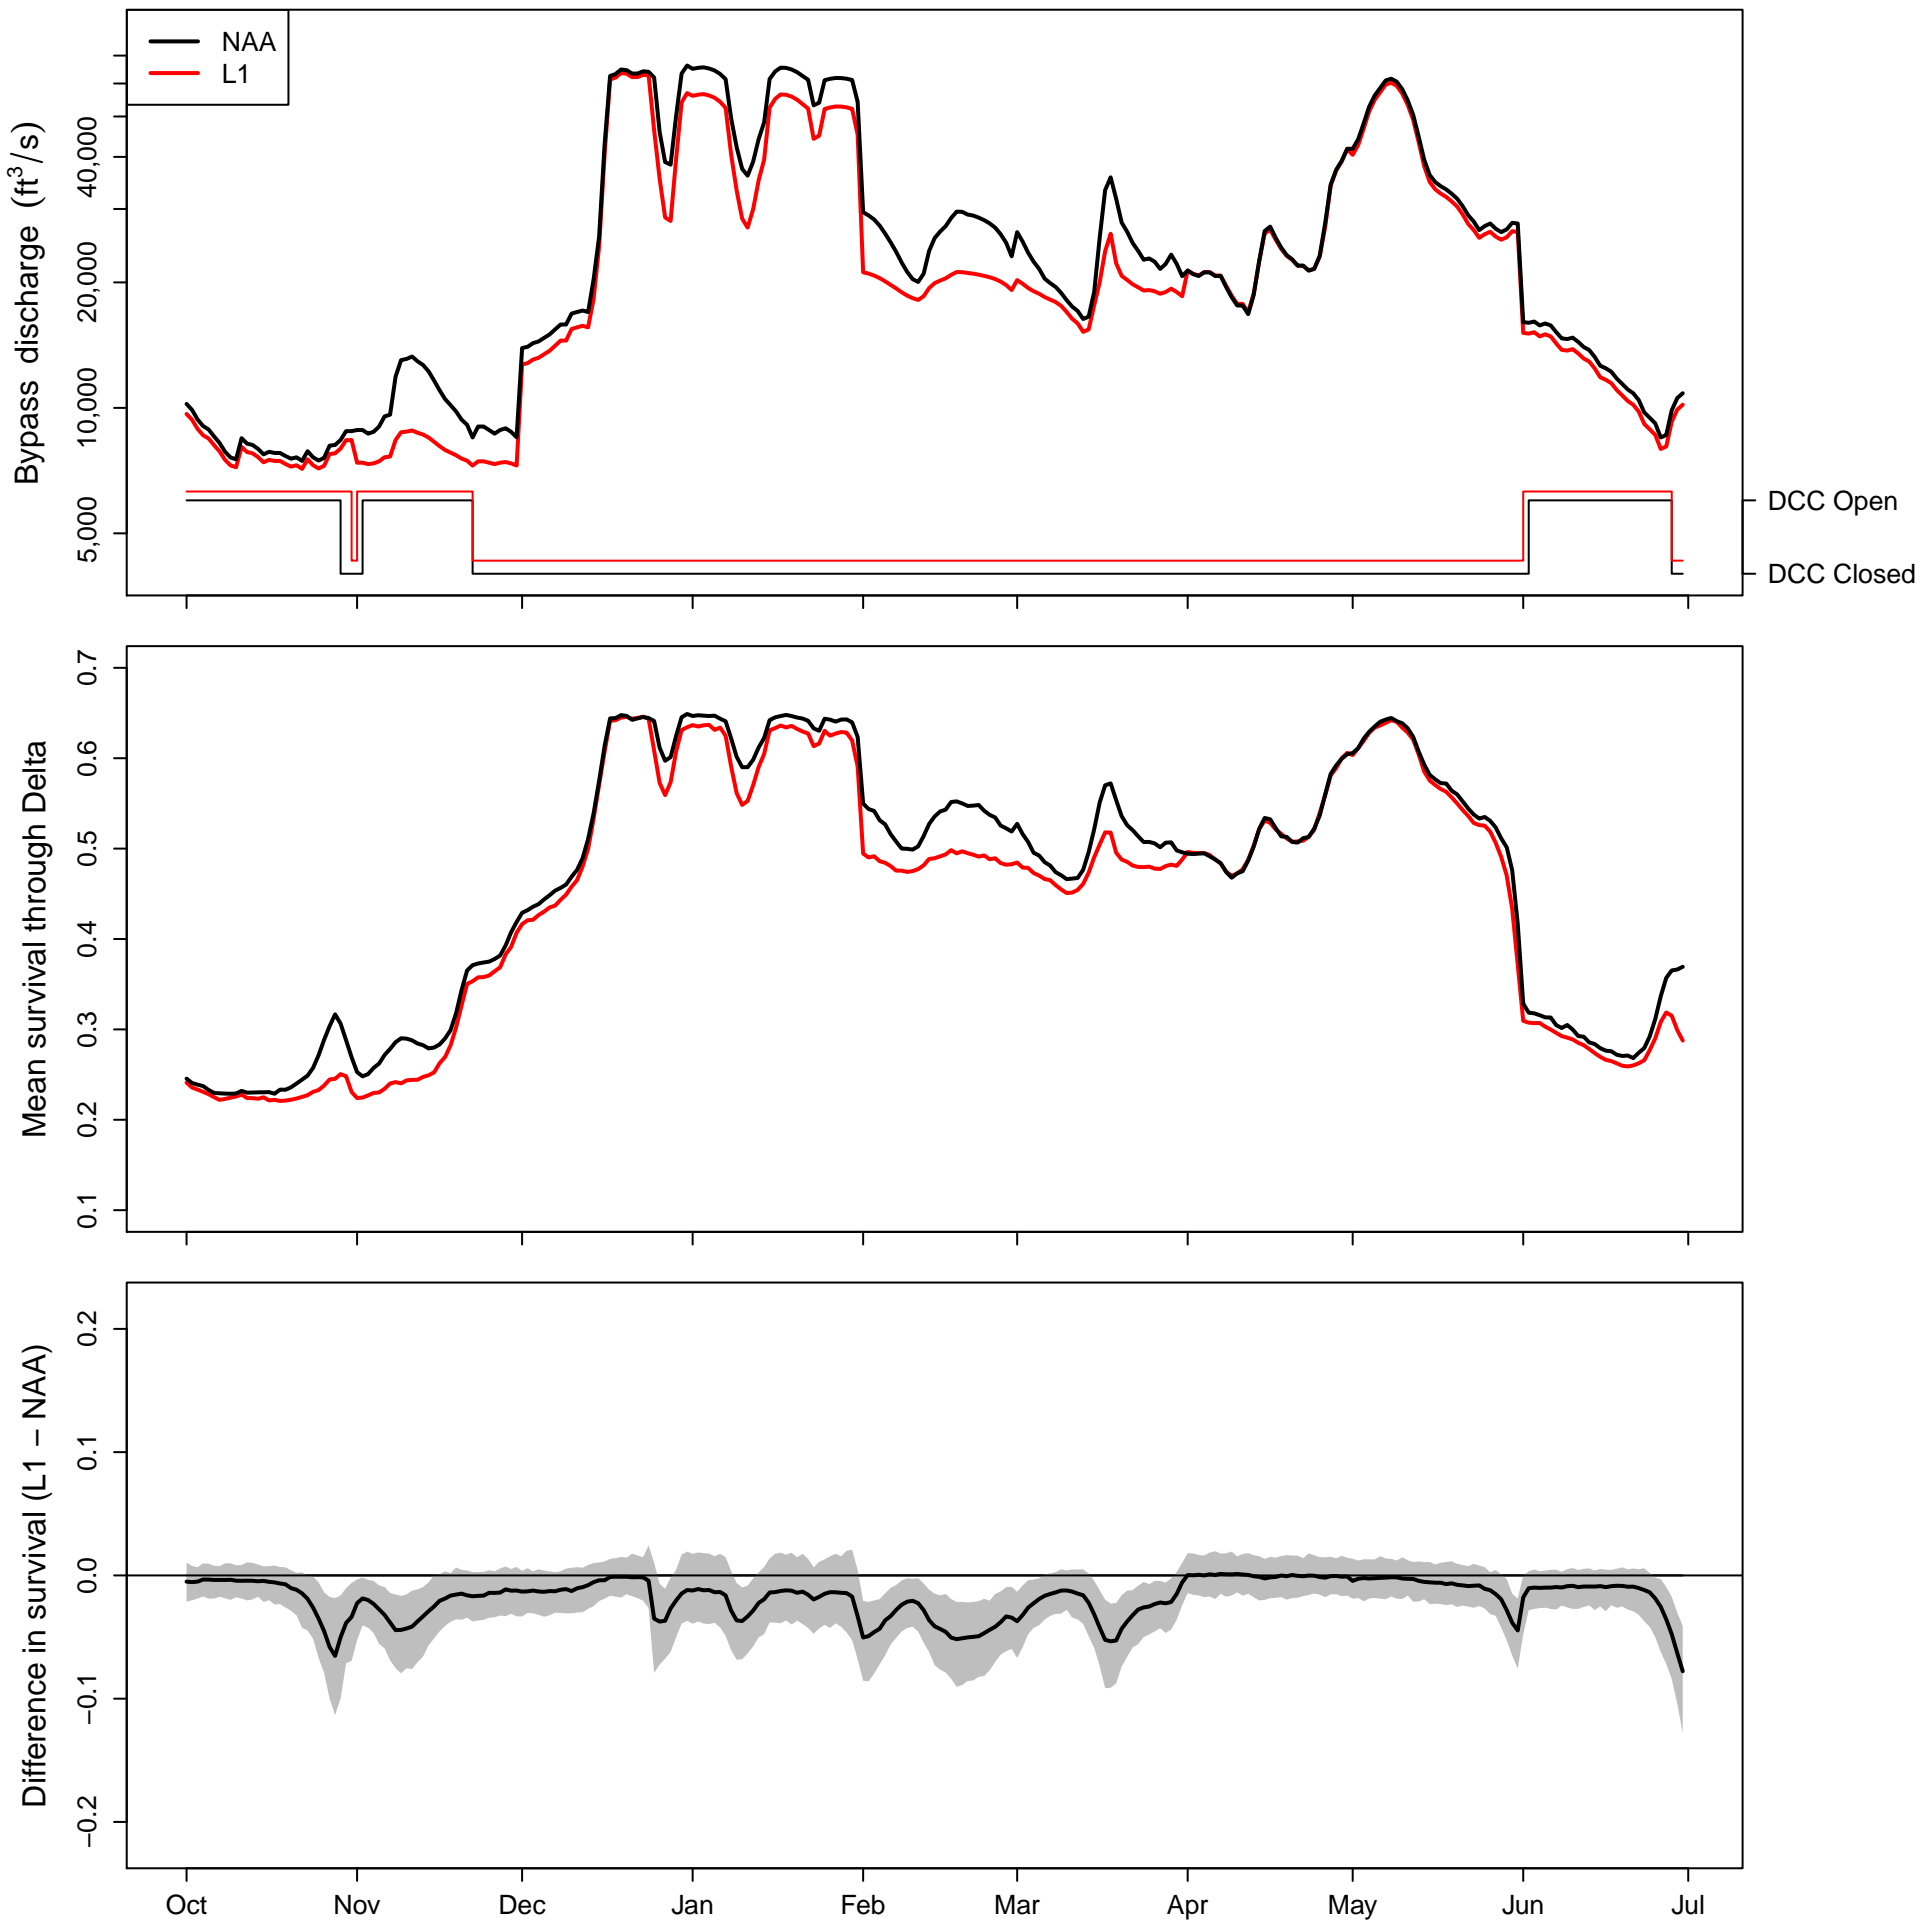 NAA
L1
Bypass discharge (ft³/s)
40,000
20,000
10,000
5,000
DCC Open
DCC Closed
Mean survival through Delta
0.7
0.6
0.5
0.4
0.3
0.2
0.1
Difference in survival (L1 − NAA)
0.2
0.1
0.0
−0.1
−0.2
Oct Nov Dec Jan Feb Mar Apr May Jun Jul